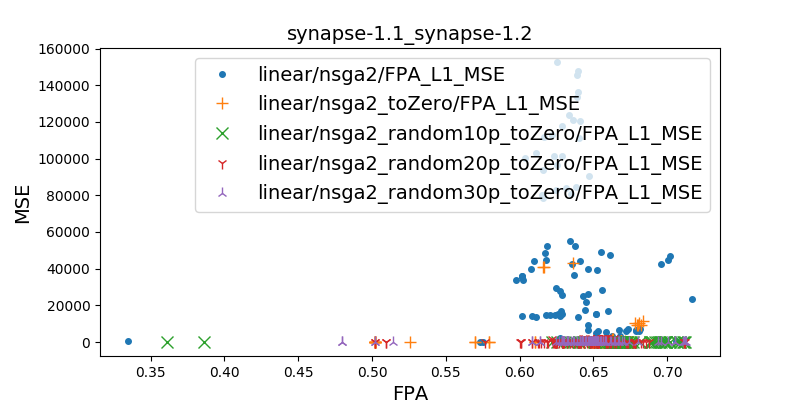 synapse-1.1_synapse-1.2
160000
140000
120000
100000
80000
60000
40000
20000
0
MSE
linear/nsga2/FPA_L1_MSE
linear/nsga2_toZero/FPA_L1_MSE
linear/nsga2_random10p_toZero/FPA_L1_MSE
linear/nsga2_random20p_toZero/FPA_L1_MSE
linear/nsga2_random30p_toZero/FPA_L1_MSE
0.35 0.40 0.45 0.50 0.55 0.60 0.65 0.70
FPA